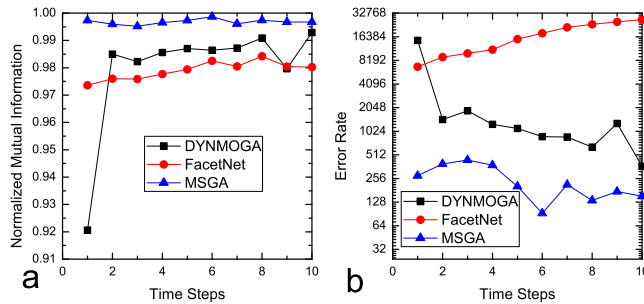 1.00
0.99
0.98
0.97
0.96
0.95
0.94
0.93
0.92
0.91
Normalized Mutual Information
DYNMOGA
FacetNet
MSGA
0 2 4 6 8 10
Time Steps
a
32768
16384
8192
4096
2048
1024
512
256
128
64
32
Error Rate
DYNMOGA
FacetNet
MSGA
0 2 4 6 8 10
Time Steps
b